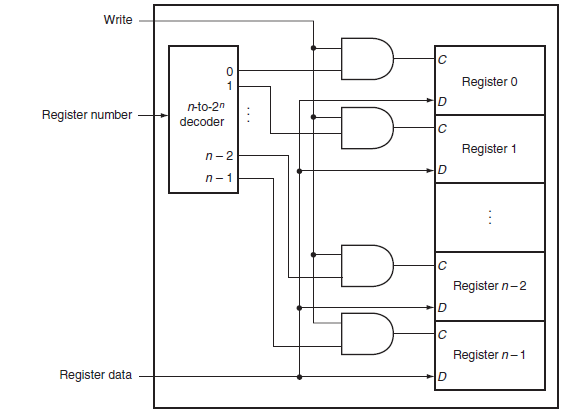 Write
C
0
Register 0
1
Register number
n-to-2ⁿ
decoder
D
C
Register 1
n – 2
D
n – 1
C
Register n – 2
D
C
Register n – 1
Register data
D